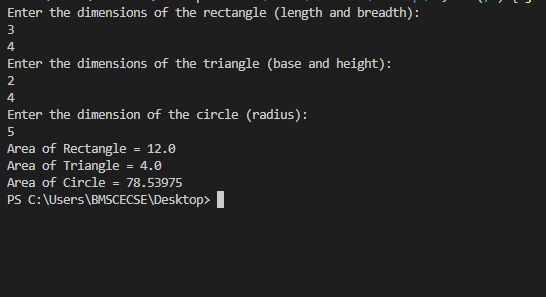 Enter the dimensions of the rectangle (length and breadth):
3
4
Enter the dimensions of the triangle (base and height):
2
4
Enter the dimension of the circle (radius):
5
Area of Rectangle = 12.0
Area of Triangle = 4.0
Area of Circle = 78.53975
PS C:\Users\BMSCECSE\Desktop>